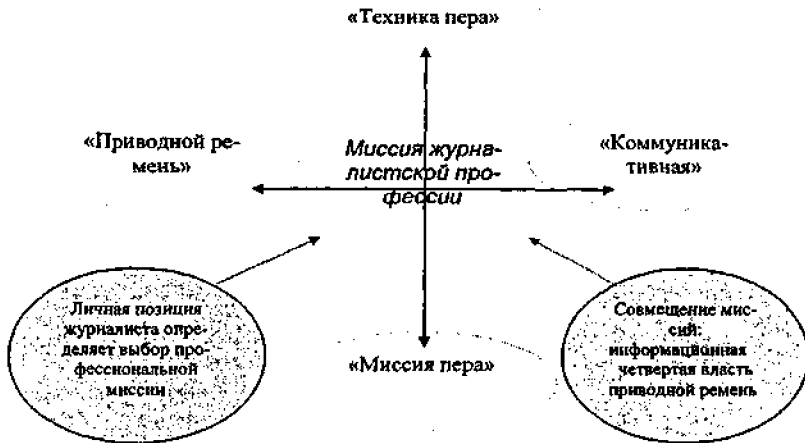 «Техника пера»
«Приводной ре-
мень»
Миссия журна-
листской про-
фессии
«Коммуника-
тивная»
Личная позиция
журналиста опре-
деляет выбор про-
фессиональной
миссии
«Миссия пера»
Совмещение мис-
сий:
информационная
четвертая власть
приводной ремень